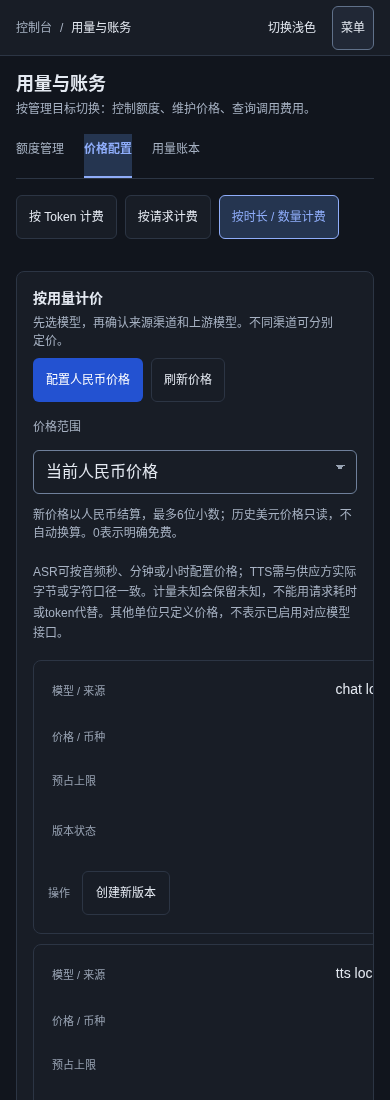 控制台 / 用量与账务 切换浅色 菜单
用量与账务
按管理目标切换：控制额度、维护价格、查询调用费用。
额度管理 价格配置 用量账本
按 Token 计费 按请求计费 按时长 / 数量计费
按用量计价
先选模型，再确认来源渠道和上游模型。不同渠道可分别
定价。
配置人民币价格 刷新价格
价格范围
当前人民币价格
新价格以人民币结算，最多6位小数；历史美元价格只读，不
自动换算。0表示明确免费。
ASR可按音频秒、分钟或小时配置价格；TTS需与供应方实际
字节或字符口径一致。计量未知会保留未知，不能用请求耗时
或token代替。其他单位只定义价格，不表示已启用对应模型
接口。
模型 / 来源 chat
价格 / 币种
预占上限
版本状态
操作 创建新版本
模型 / 来源 tts
价格 / 币种
预占上限